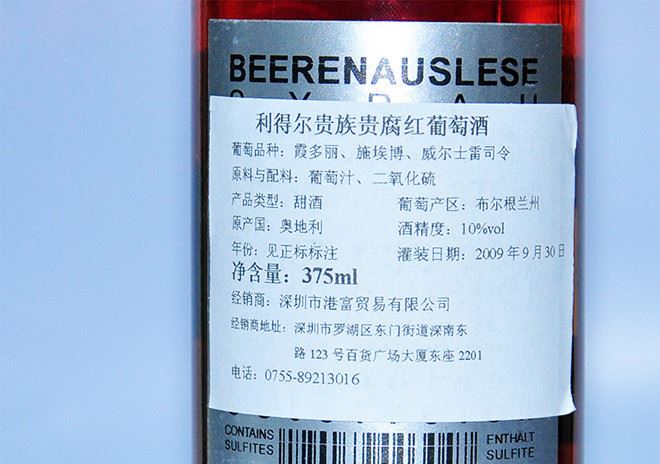 BEERENAUSLESE
利得尔贵族贵腐红葡萄酒
葡萄品种：霞多丽、施埃博、威尔士雷司令
原料与配料：葡萄汁、二氧化硫
产品类型：甜酒 葡萄产区：布尔根兰州
原产国：奥地利 酒精度：10%vol
年份：见正标标注 灌装日期：2009年9月30日
净含量：375ml
经销商：深圳市港富贸易有限公司
经销商地址：深圳市罗湖区东门街道深南东
路123号百货广场大厦东座2201
电话：0755-89213016
CONTAINS ENTHÄLT
SULFITES SULFITE